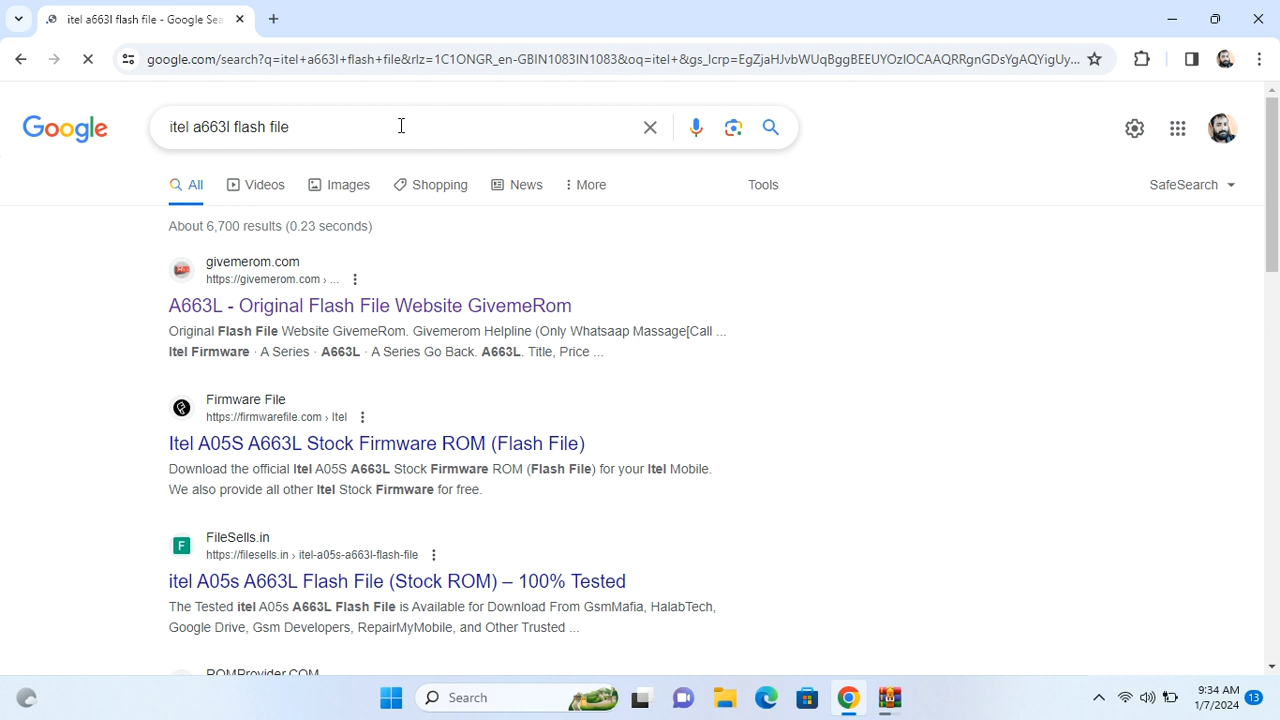 itel a663l flash file - Google Sea
google.com/search?q=itel+a663l+flash+file&rlz=1C1ONGR_en-GBIN1083IN1083&oq=itel+&gs_lcrp=EgZjaHJvbWUqBggBEEUYOzIOCAAQRRgnGDsYgAQYigUy...
Google
itel a663l flash file
All
Videos
Images
Shopping
News
More
Tools
SafeSearch
About 6,700 results (0.23 seconds)
givemerom.com
https://givemerom.com › ...
A663L - Original Flash File Website GivemeRom
Original Flash File Website GivemeRom. Givemerom Helpline (Only Whatsaap Massage[Call ...
Itel Firmware · A Series · A663L · A Series Go Back. A663L. Title, Price ...
Firmware File
https://firmwarefile.com › Itel
Itel A05S A663L Stock Firmware ROM (Flash File)
Download the official Itel A05S A663L Stock Firmware ROM (Flash File) for your Itel Mobile.
We also provide all other Itel Stock Firmware for free.
F
FileSells.in
https://filesells.in › itel-a05s-a663l-flash-file
itel A05s A663L Flash File (Stock ROM) – 100% Tested
The Tested itel A05s A663L Flash File is Available for Download From GsmMafia, HalabTech,
Google Drive, Gsm Developers, RepairMyMobile, and Other Trusted ...
ROMProvider.COM
Search
9:34 AM
1/7/2024
13